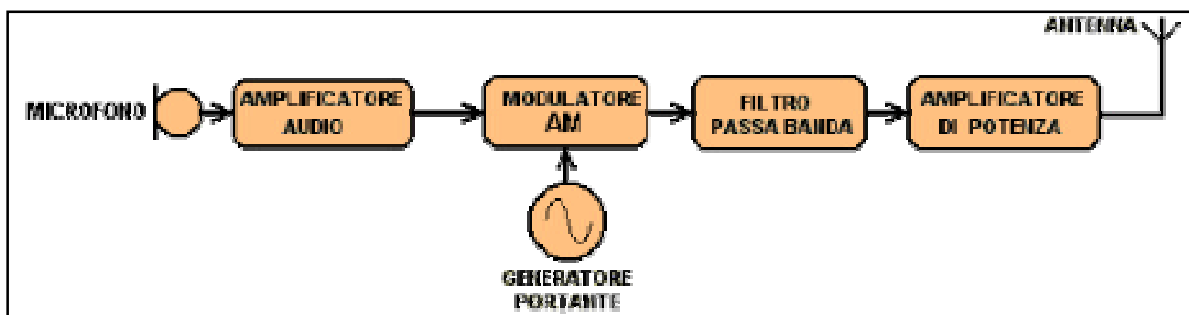 ANTENNA
MICROFONO
AMPLIFICATORE
AUDIO
MODULATORE
AM
FILTRO
PASSA BANDA
AMPLIFICATORE
DI POTENZA
GENERATORE
PORTANTE